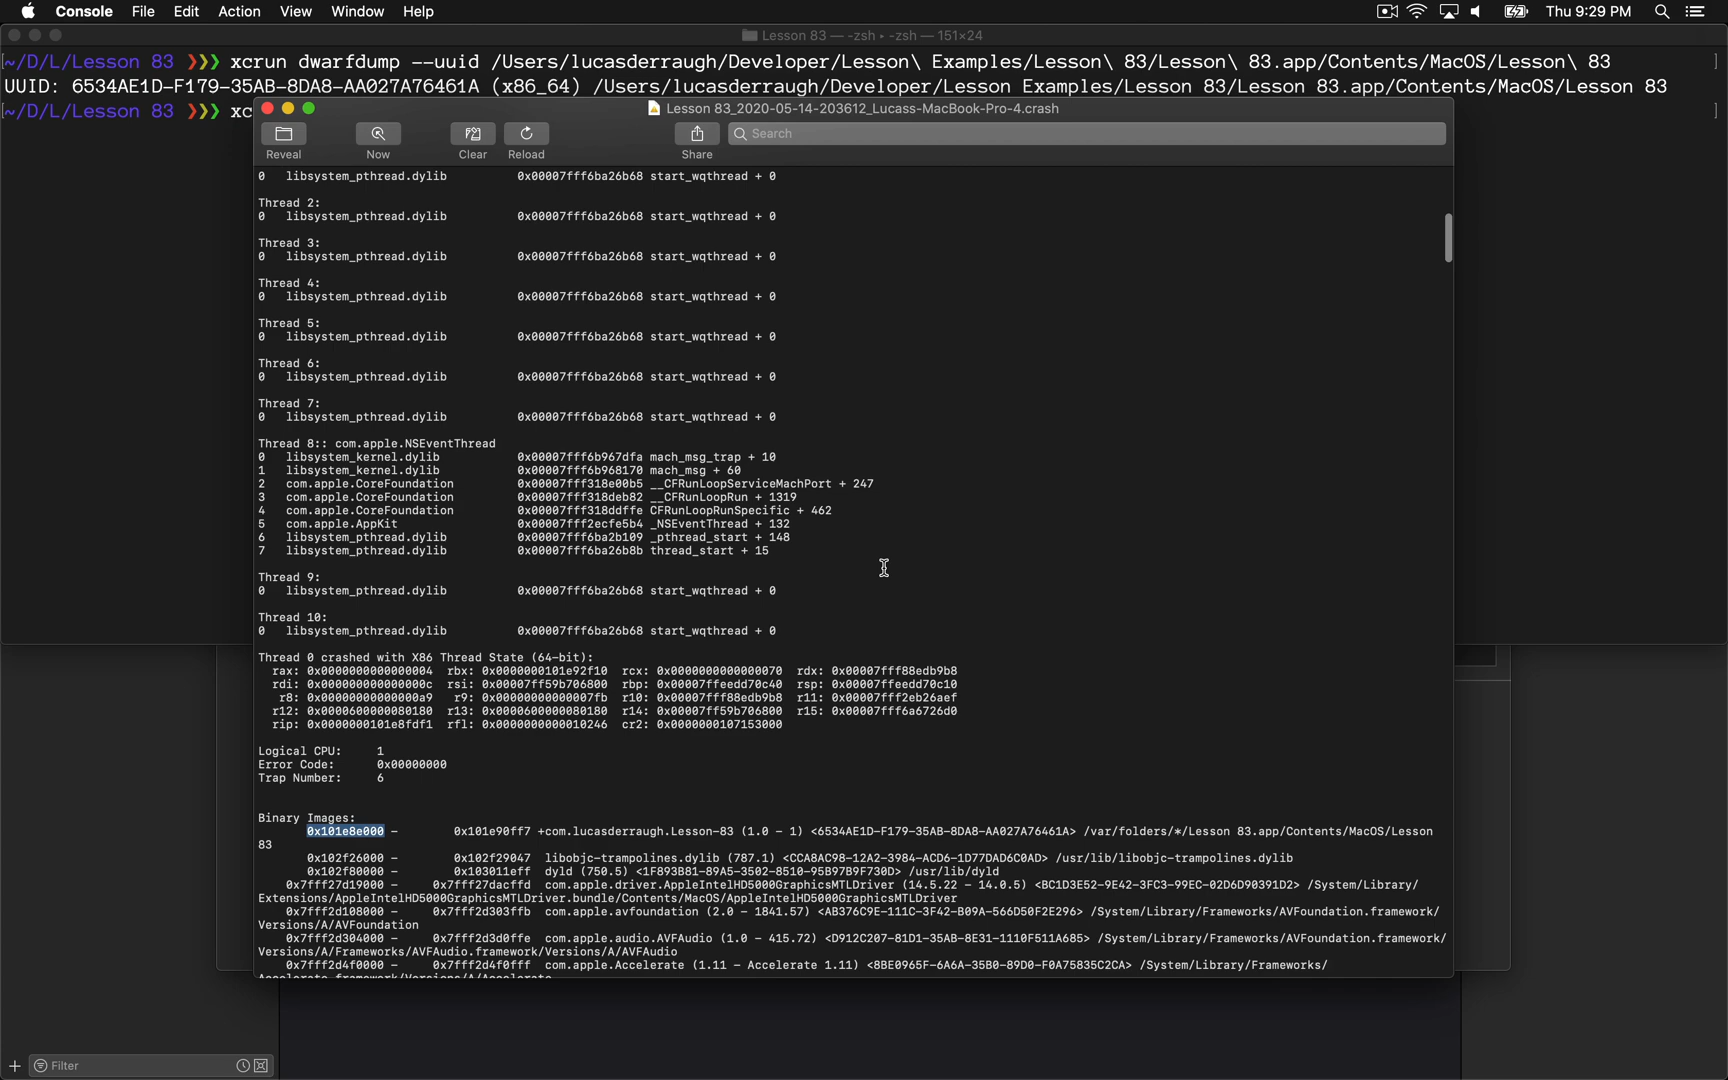 Console File Edit Action View Window Help Thu 9:29 PM
Lesson 83 — -zsh ▸ -zsh — 151×24
~/D/L/Lesson 83 ❯❯❯ xcrun dwarfdump --uuid /Users/lucasderraugh/Developer/Lesson\ Examples/Lesson\ 83/Lesson\ 83.app/Contents/MacOS/Lesson\ 83
UUID: 6534AE1D-F179-35AB-8DA8-AA027A76461A (x86_64) /Users/lucasderraugh/Developer/Lesson Examples/Lesson 83/Lesson 83.app/Contents/MacOS/Lesson 83
~/D/L/Lesson 83 ❯❯❯ xc
Lesson 83_2020-05-14-203612_Lucass-MacBook-Pro-4.crash
Search
Reveal Now Clear Reload Share
0 libsystem_pthread.dylib 0x00007fff6ba26b68 start_wqthread + 0
Thread 2:
0 libsystem_pthread.dylib 0x00007fff6ba26b68 start_wqthread + 0
Thread 3:
0 libsystem_pthread.dylib 0x00007fff6ba26b68 start_wqthread + 0
Thread 4:
0 libsystem_pthread.dylib 0x00007fff6ba26b68 start_wqthread + 0
Thread 5:
0 libsystem_pthread.dylib 0x00007fff6ba26b68 start_wqthread + 0
Thread 6:
0 libsystem_pthread.dylib 0x00007fff6ba26b68 start_wqthread + 0
Thread 7:
0 libsystem_pthread.dylib 0x00007fff6ba26b68 start_wqthread + 0
Thread 8:: com.apple.NSEventThread
0 libsystem_kernel.dylib 0x00007fff6b967dfa mach_msg_trap + 10
1 libsystem_kernel.dylib 0x00007fff6b968170 mach_msg + 60
2 com.apple.CoreFoundation 0x00007fff318e00b5 __CFRunLoopServiceMachPort + 247
3 com.apple.CoreFoundation 0x00007fff318deb82 __CFRunLoopRun + 1319
4 com.apple.CoreFoundation 0x00007fff318ddffe CFRunLoopRunSpecific + 462
5 com.apple.AppKit 0x00007fff2ecfe5b4 _NSEventThread + 132
6 libsystem_pthread.dylib 0x00007fff6ba2b109 _pthread_start + 148
7 libsystem_pthread.dylib 0x00007fff6ba26b8b thread_start + 15
Thread 9:
0 libsystem_pthread.dylib 0x00007fff6ba26b68 start_wqthread + 0
Thread 10:
0 libsystem_pthread.dylib 0x00007fff6ba26b68 start_wqthread + 0
Thread 0 crashed with X86 Thread State (64-bit):
rax: 0x0000000000000004 rbx: 0x0000000101e92f10 rcx: 0x0000000000000070 rdx: 0x00007fff88edb9b8
rdi: 0x000000000000000c rsi: 0x00007ff59b706800 rbp: 0x00007ffeedd70c40 rsp: 0x00007ffeedd70c10
r8: 0x00000000000000a9 r9: 0x00000000000007fb r10: 0x00007fff88edb9b8 r11: 0x00007fff2eb26aef
r12: 0x0000600000080180 r13: 0x0000600000080180 r14: 0x00007ff59b706800 r15: 0x00007fff6a6726d0
rip: 0x0000000101e8fdf1 rfl: 0x0000000000010246 cr2: 0x0000000107153000
Logical CPU: 1
Error Code: 0x00000000
Trap Number: 6
Binary Images:
0x101e8e000 - 0x101e90ff7 +com.lucasderraugh.Lesson-83 (1.0 - 1) <6534AE1D-F179-35AB-8DA8-AA027A76461A> /var/folders/*/Lesson 83.app/Contents/MacOS/Lesson
83
0x102f26000 - 0x102f29047 libobjc-trampolines.dylib (787.1) <CCA8AC98-12A2-3984-ACD6-1D77DAD6C0AD> /usr/lib/libobjc-trampolines.dylib
0x102f80000 - 0x103011eff dyld (750.5) <1F893B81-89A5-3502-8510-95B97B9F730D> /usr/lib/dyld
0x7fff27d19000 - 0x7fff27dacffd com.apple.driver.AppleIntelHD5000GraphicsMTLDriver (14.5.22 - 14.0.5) <BC1D3E52-9E42-3FC3-99EC-02D6D90391D2> /System/Library/
Extensions/AppleIntelHD5000GraphicsMTLDriver.bundle/Contents/MacOS/AppleIntelHD5000GraphicsMTLDriver
0x7fff2d108000 - 0x7fff2d303ffb com.apple.avfoundation (2.0 - 1841.57) <AB376C9E-111C-3F42-B09A-566D50F2E296> /System/Library/Frameworks/AVFoundation.framework/
Versions/A/AVFoundation
0x7fff2d304000 - 0x7fff2d3d0ffe com.apple.audio.AVFAudio (1.0 - 415.72) <D912C207-81D1-35AB-8E31-1110F511A685> /System/Library/Frameworks/AVFoundation.framework/
Versions/A/Frameworks/AVFAudio.framework/Versions/A/AVFAudio
0x7fff2d4f0000 - 0x7fff2d4f0fff com.apple.Accelerate (1.11 - Accelerate 1.11) <8BE0965F-6A6A-35B0-89D0-F0A75835C2CA> /System/Library/Frameworks/
Accelerate.framework/Versions/A/Accelerate
Filter